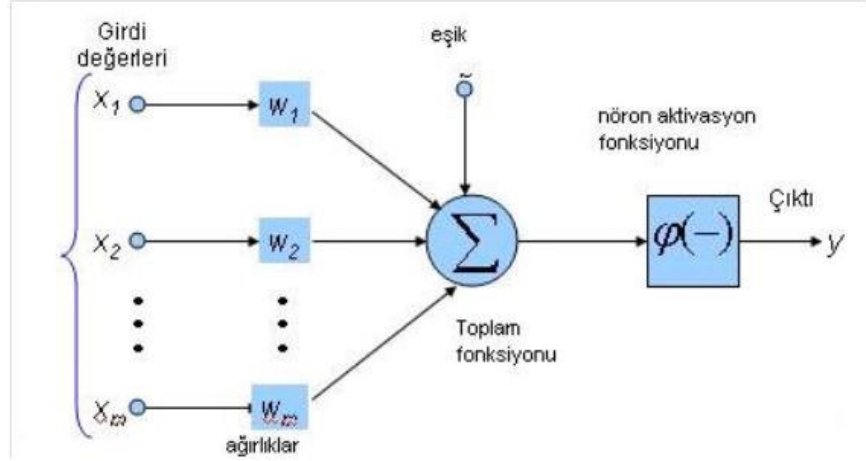 Girdi
değerleri
eşik
~
x1
w1
nöron aktivasyon
fonksiyonu
Çıktı
x2
w2
∑
φ(−)
y
Toplam
fonksiyonu
xm
wm
ağırlıklar